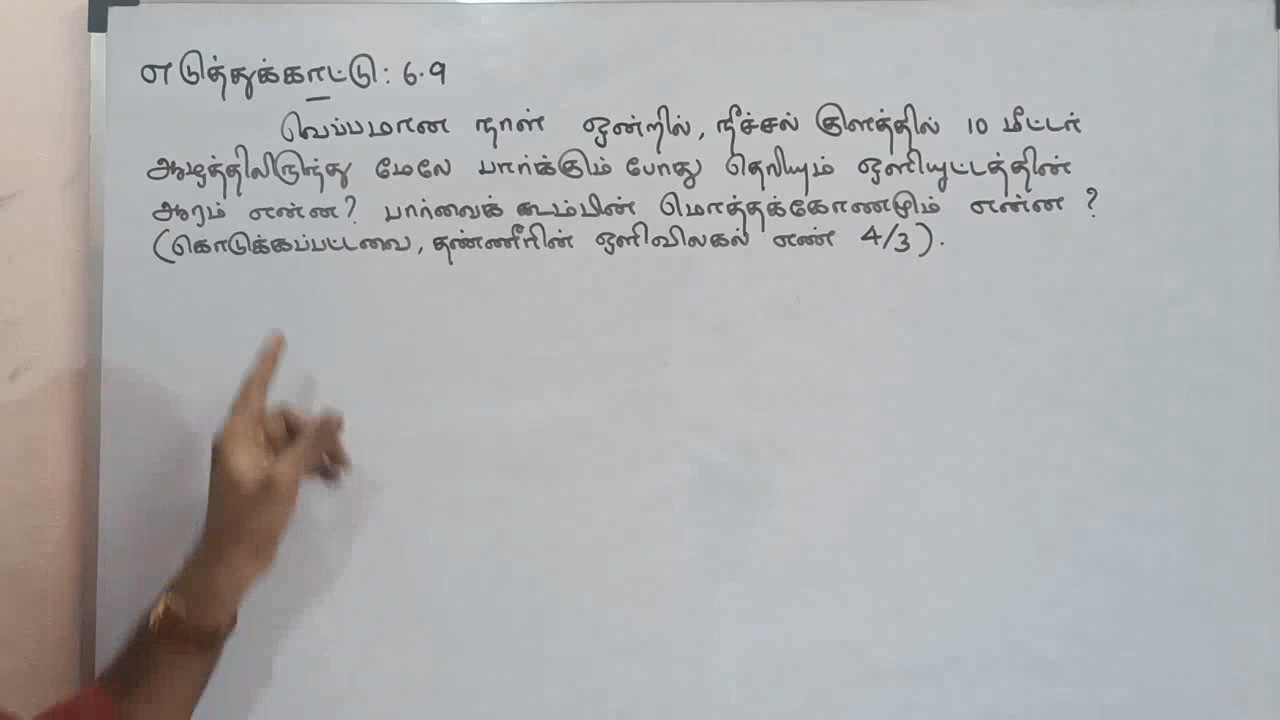 எடுத்துக்காட்டு: 6.9
வெப்பமான நாள் ஒன்றில், நீச்சல் குளத்தில் 10 மீட்டர்
ஆழத்திலிருந்து மேலே பார்க்கும் போது தெரியும் ஒளியூட்டத்தின்
ஆரம் என்ன? பார்வைக் கூம்பின் மொத்தக்கோணமும் என்ன?
(கொடுக்கப்பட்டவை, தண்ணீரின் ஒளிவிலகல் எண் 4/3).